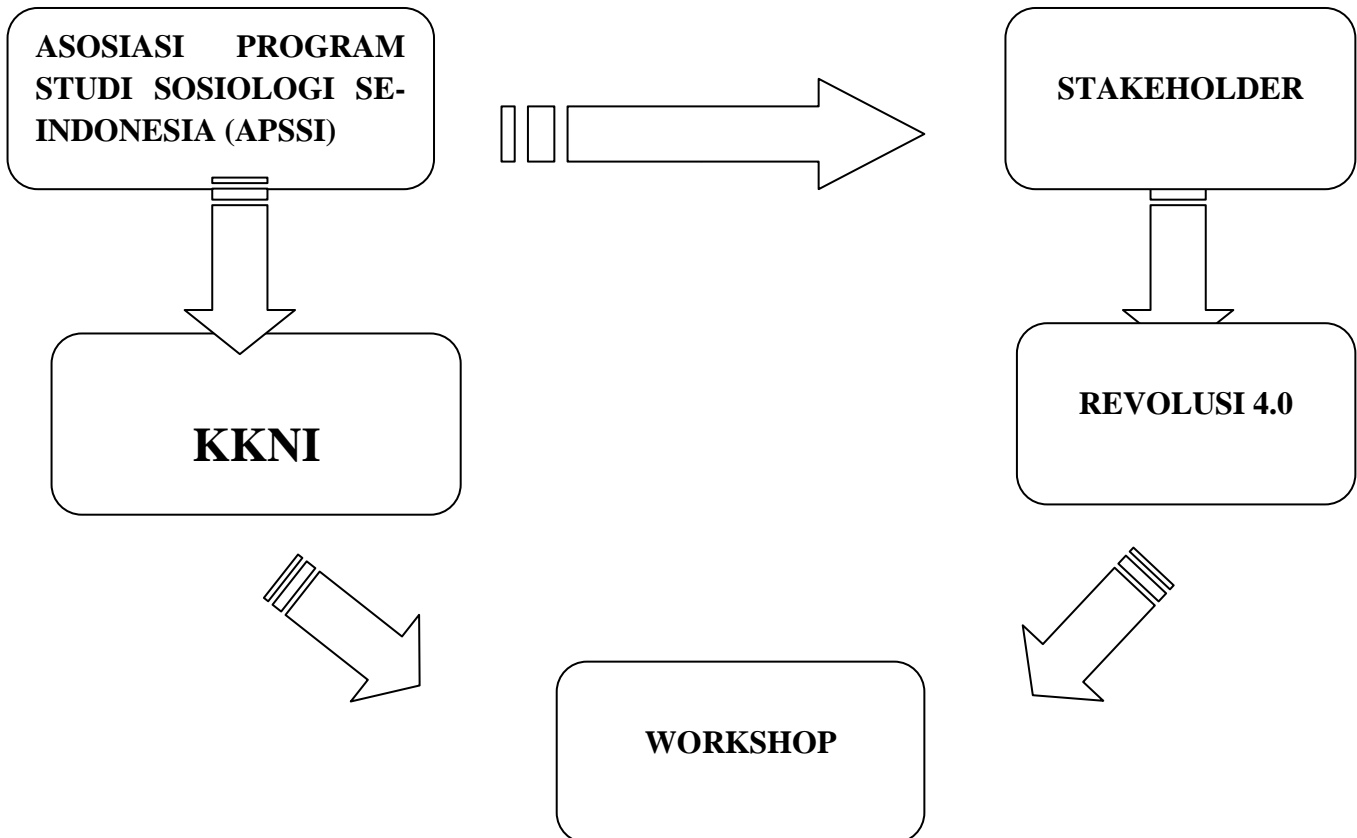 ASOSIASI PROGRAM
STUDI SOSIOLOGI SE-
INDONESIA (APSSI)
STAKEHOLDER
KKNI
REVOLUSI 4.0
WORKSHOP